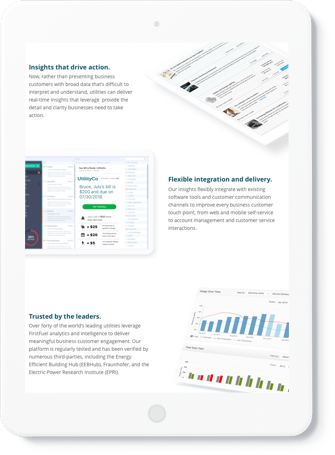 Insights that drive action.
Now, rather than presenting business
customers with broad data that's difficult to
interpret and understand, utilities can deliver
real-time insights that leverage provide the
detail and clarity businesses need to take
action.
UtilityCo
Bruce, July's bill is
$200 and due on
07/30/2018
Flexible integration and delivery.
Our insights flexibly integrate with existing
software tools and customer communication
channels to improve every business customer
touch point, from web and mobile self-service
to account management and customer service
interactions.
Trusted by the leaders.
Over forty of the world's leading utilities leverage
FirstFuel analytics and intelligence to deliver
meaningful business customer engagement. Our
platform is regularly tested and has been verified by
numerous third-parties, including the Energy
Efficient Building Hub (EEBHub), Fraunhofer, and the
Electric Power Research Institute (EPRI).